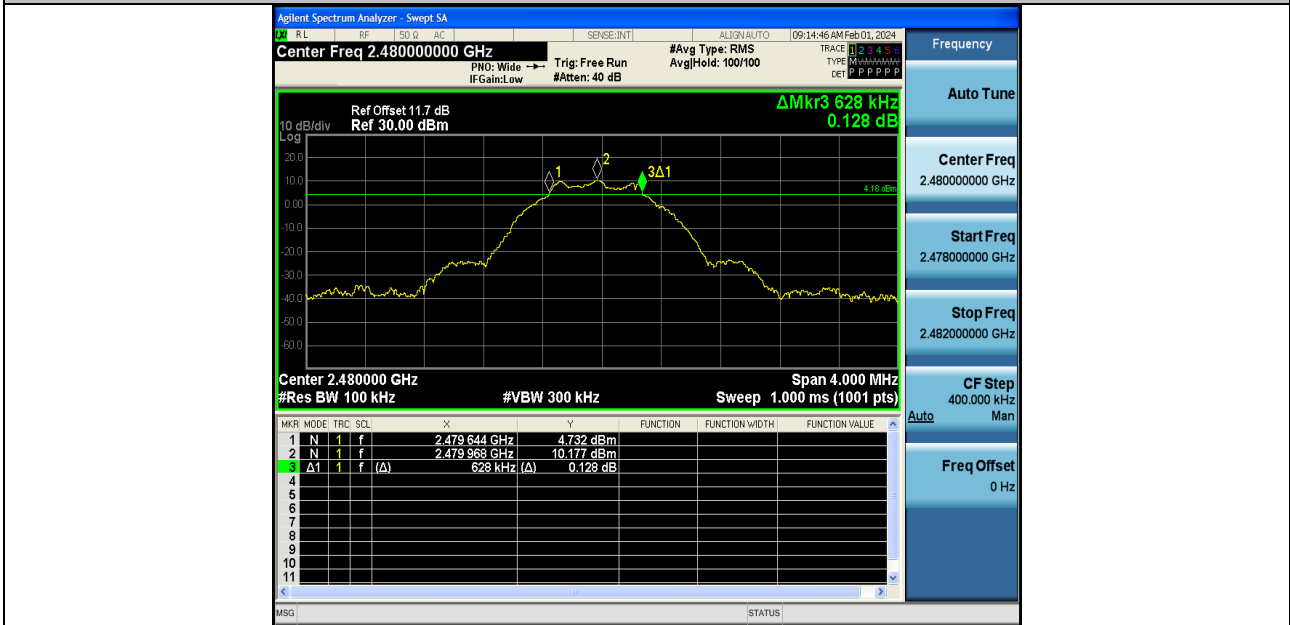 Agilent Spectrum Analyzer - Swept SA
LXI RL RF 50 Ω AC SENSE:INT ALIGN AUTO 09:14:46 AM Feb 01, 2024
Center Freq 2.480000000 GHz
PNO: Wide
IFGain:Low
Trig: Free Run
#Atten: 40 dB
#Avg Type: RMS
Avg|Hold: 100/100
TRACE 1 2 3 4 5 6
TYPE M
DET P P P P P P
ΔMkr3 628 kHz
0.128 dB
Ref Offset 11.7 dB
10 dB/div Ref 30.00 dBm
Log
20.0
10.0
0.00
-10.0
-20.0
-30.0
-40.0
-50.0
-60.0
1
2
3Δ1
4.18 dBm
Center 2.480000 GHz Span 4.000 MHz
#Res BW 100 kHz #VBW 300 kHz Sweep 1.000 ms (1001 pts)
MKR MODE TRC SCL X Y FUNCTION FUNCTION WIDTH FUNCTION VALUE
1 N 1 f 2.479 644 GHz 4.732 dBm
2 N 1 f 2.479 968 GHz 10.177 dBm
3 Δ1 1 f (Δ) 628 kHz (Δ) 0.128 dB
4
5
6
7
8
9
10
11
MSG STATUS
Frequency
Auto Tune
Center Freq
2.480000000 GHz
Start Freq
2.478000000 GHz
Stop Freq
2.482000000 GHz
CF Step
400.000 kHz
Auto Man
Freq Offset
0 Hz